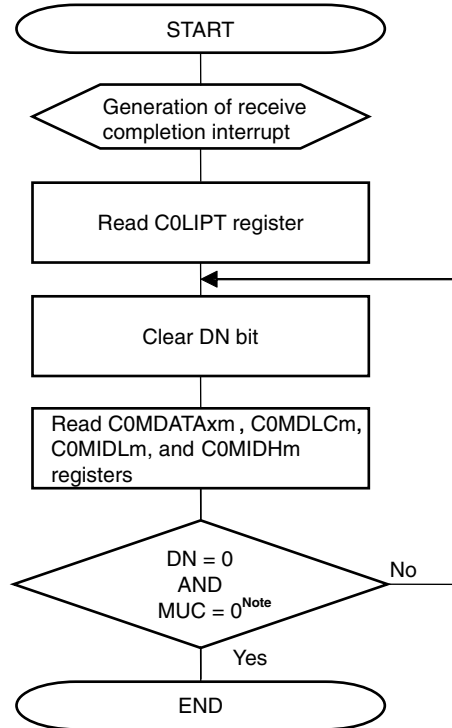 START
Generation of receive
completion interrupt
Read C0LIPT register
Clear DN bit
Read C0MDATAxm, C0MDLCm,
C0MIDLm, and C0MIDHm
registers
DN = 0
AND
MUC = 0Note
No
Yes
END